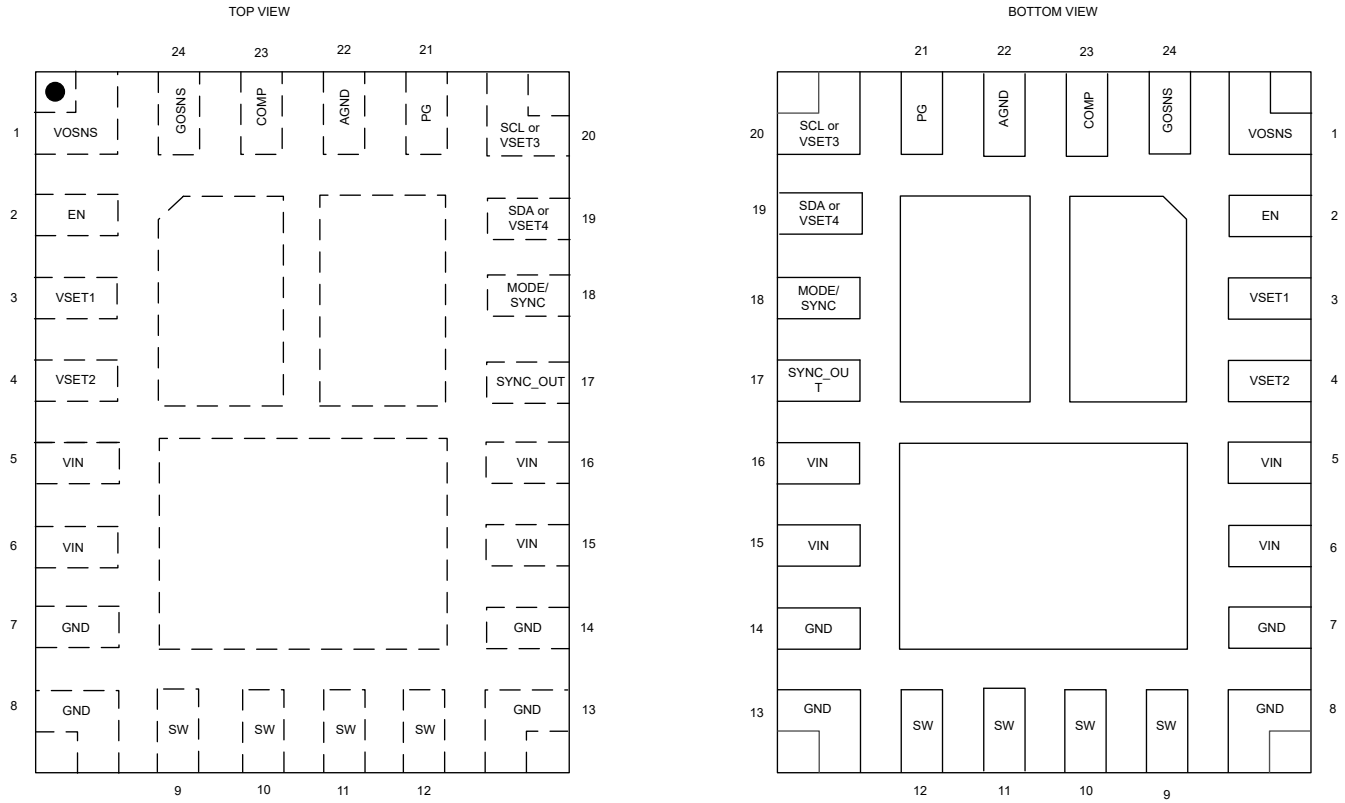 TOP VIEW
24
23
22
21
GOSNS
COMP
AGND
PG
1
VOSNS
SCL or
VSET3
20
2
EN
SDA or
VSET4
19
3
VSET1
MODE/
SYNC
18
4
VSET2
SYNC_OUT
17
5
VIN
VIN
16
6
VIN
VIN
15
7
GND
GND
14
8
GND
GND
13
SW
SW
SW
SW
9
10
11
12
BOTTOM VIEW
21
22
23
24
PG
AGND
COMP
GOSNS
20
SCL or
VSET3
VOSNS
1
19
SDA or
VSET4
EN
2
18
MODE/
SYNC
VSET1
3
17
SYNC_OU
T
VSET2
4
16
VIN
VIN
5
15
VIN
VIN
6
14
GND
GND
7
13
GND
GND
8
SW
SW
SW
SW
12
11
10
9